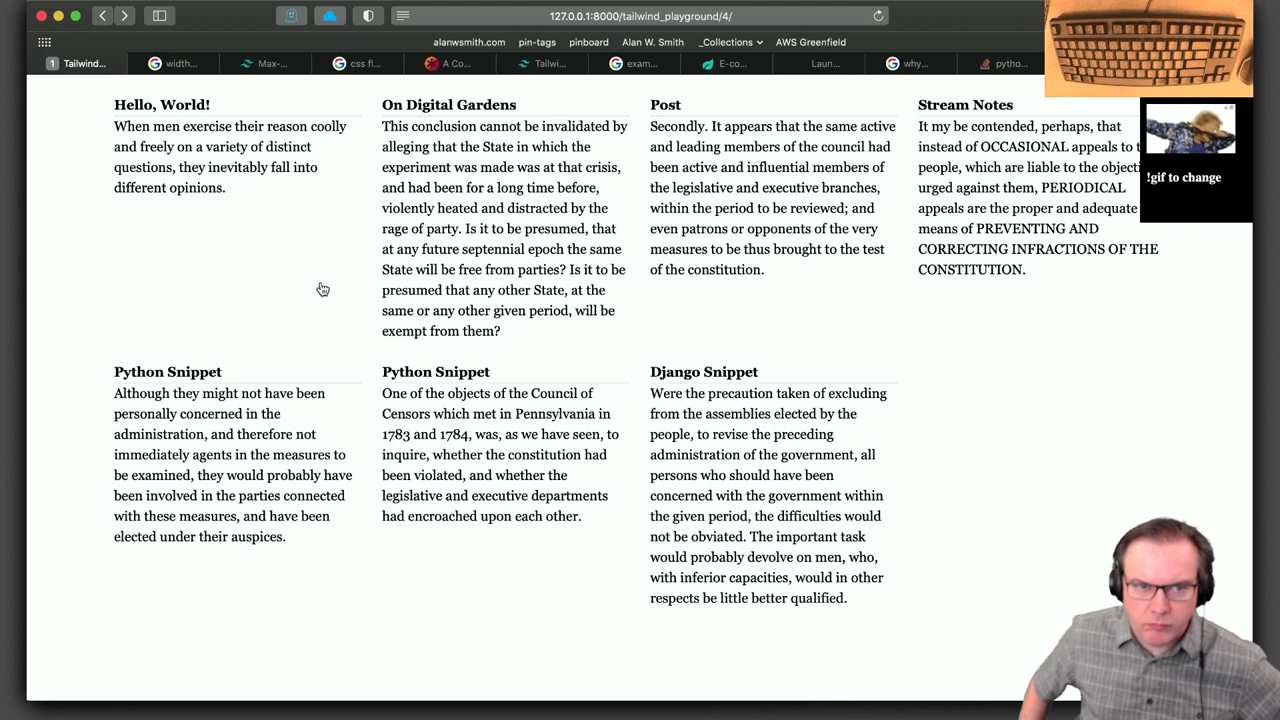 127.0.0.1:8000/tailwind_playground/4/
alanwsmith.com
pin-tags
pinboard
Alan W. Smith
_Collections
AWS Greenfield
1
Tailwind...
width...
Max-...
css fl...
A Co...
Tailwi...
exam...
E-co...
Laun...
why...
pytho...
Hello, World!
When men exercise their reason coolly
and freely on a variety of distinct
questions, they inevitably fall into
different opinions.
On Digital Gardens
This conclusion cannot be invalidated by
alleging that the State in which the
experiment was made was at that crisis,
and had been for a long time before,
violently heated and distracted by the
rage of party. Is it to be presumed, that
at any future septennial epoch the same
State will be free from parties? Is it to be
presumed that any other State, at the
same or any other given period, will be
exempt from them?
Post
Secondly. It appears that the same active
and leading members of the council had
been active and influential members of
the legislative and executive branches,
within the period to be reviewed; and
even patrons or opponents of the very
measures to be thus brought to the test
of the constitution.
Stream Notes
It my be contended, perhaps, that
instead of OCCASIONAL appeals to
people, which are liable to the
urged against them, PERIODICAL
appeals are the proper and adequate
means of PREVENTING AND
CORRECTING INFRACTIONS OF THE
CONSTITUTION.
!gif to change
Python Snippet
Although they might not have been
personally concerned in the
administration, and therefore not
immediately agents in the measures to
be examined, they would probably have
been involved in the parties connected
with these measures, and have been
elected under their auspices.
Python Snippet
One of the objects of the Council of
Censors which met in Pennsylvania in
1783 and 1784, was, as we have seen, to
inquire, whether the constitution had
been violated, and whether the
legislative and executive departments
had encroached upon each other.
Django Snippet
Were the precaution taken of excluding
from the assemblies elected by the
people, to revise the preceding
administration of the government, all
persons who should have been
concerned with the government within
the given period, the difficulties would
not be obviated. The important task
would probably devolve on men, who,
with inferior capacities, would in other
respects be little better qualified.